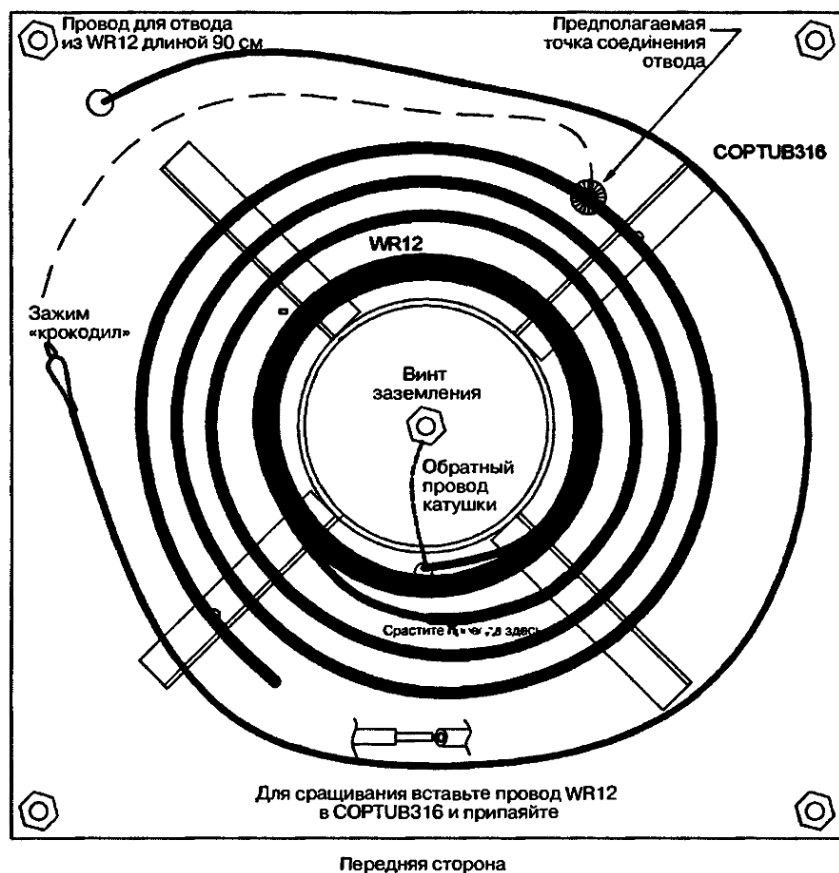 Провод для отвода
из WR12 длиной 90 см
Предполагаемая
точка соединения
отвода
COPTUB316
WR12
Зажим
«крокодил»
Винт
заземления
Обратный
провод
катушки
Срастите здесь
Для сращивания вставьте провод WR12
в COPTUB316 и припаяйте
Передняя сторона